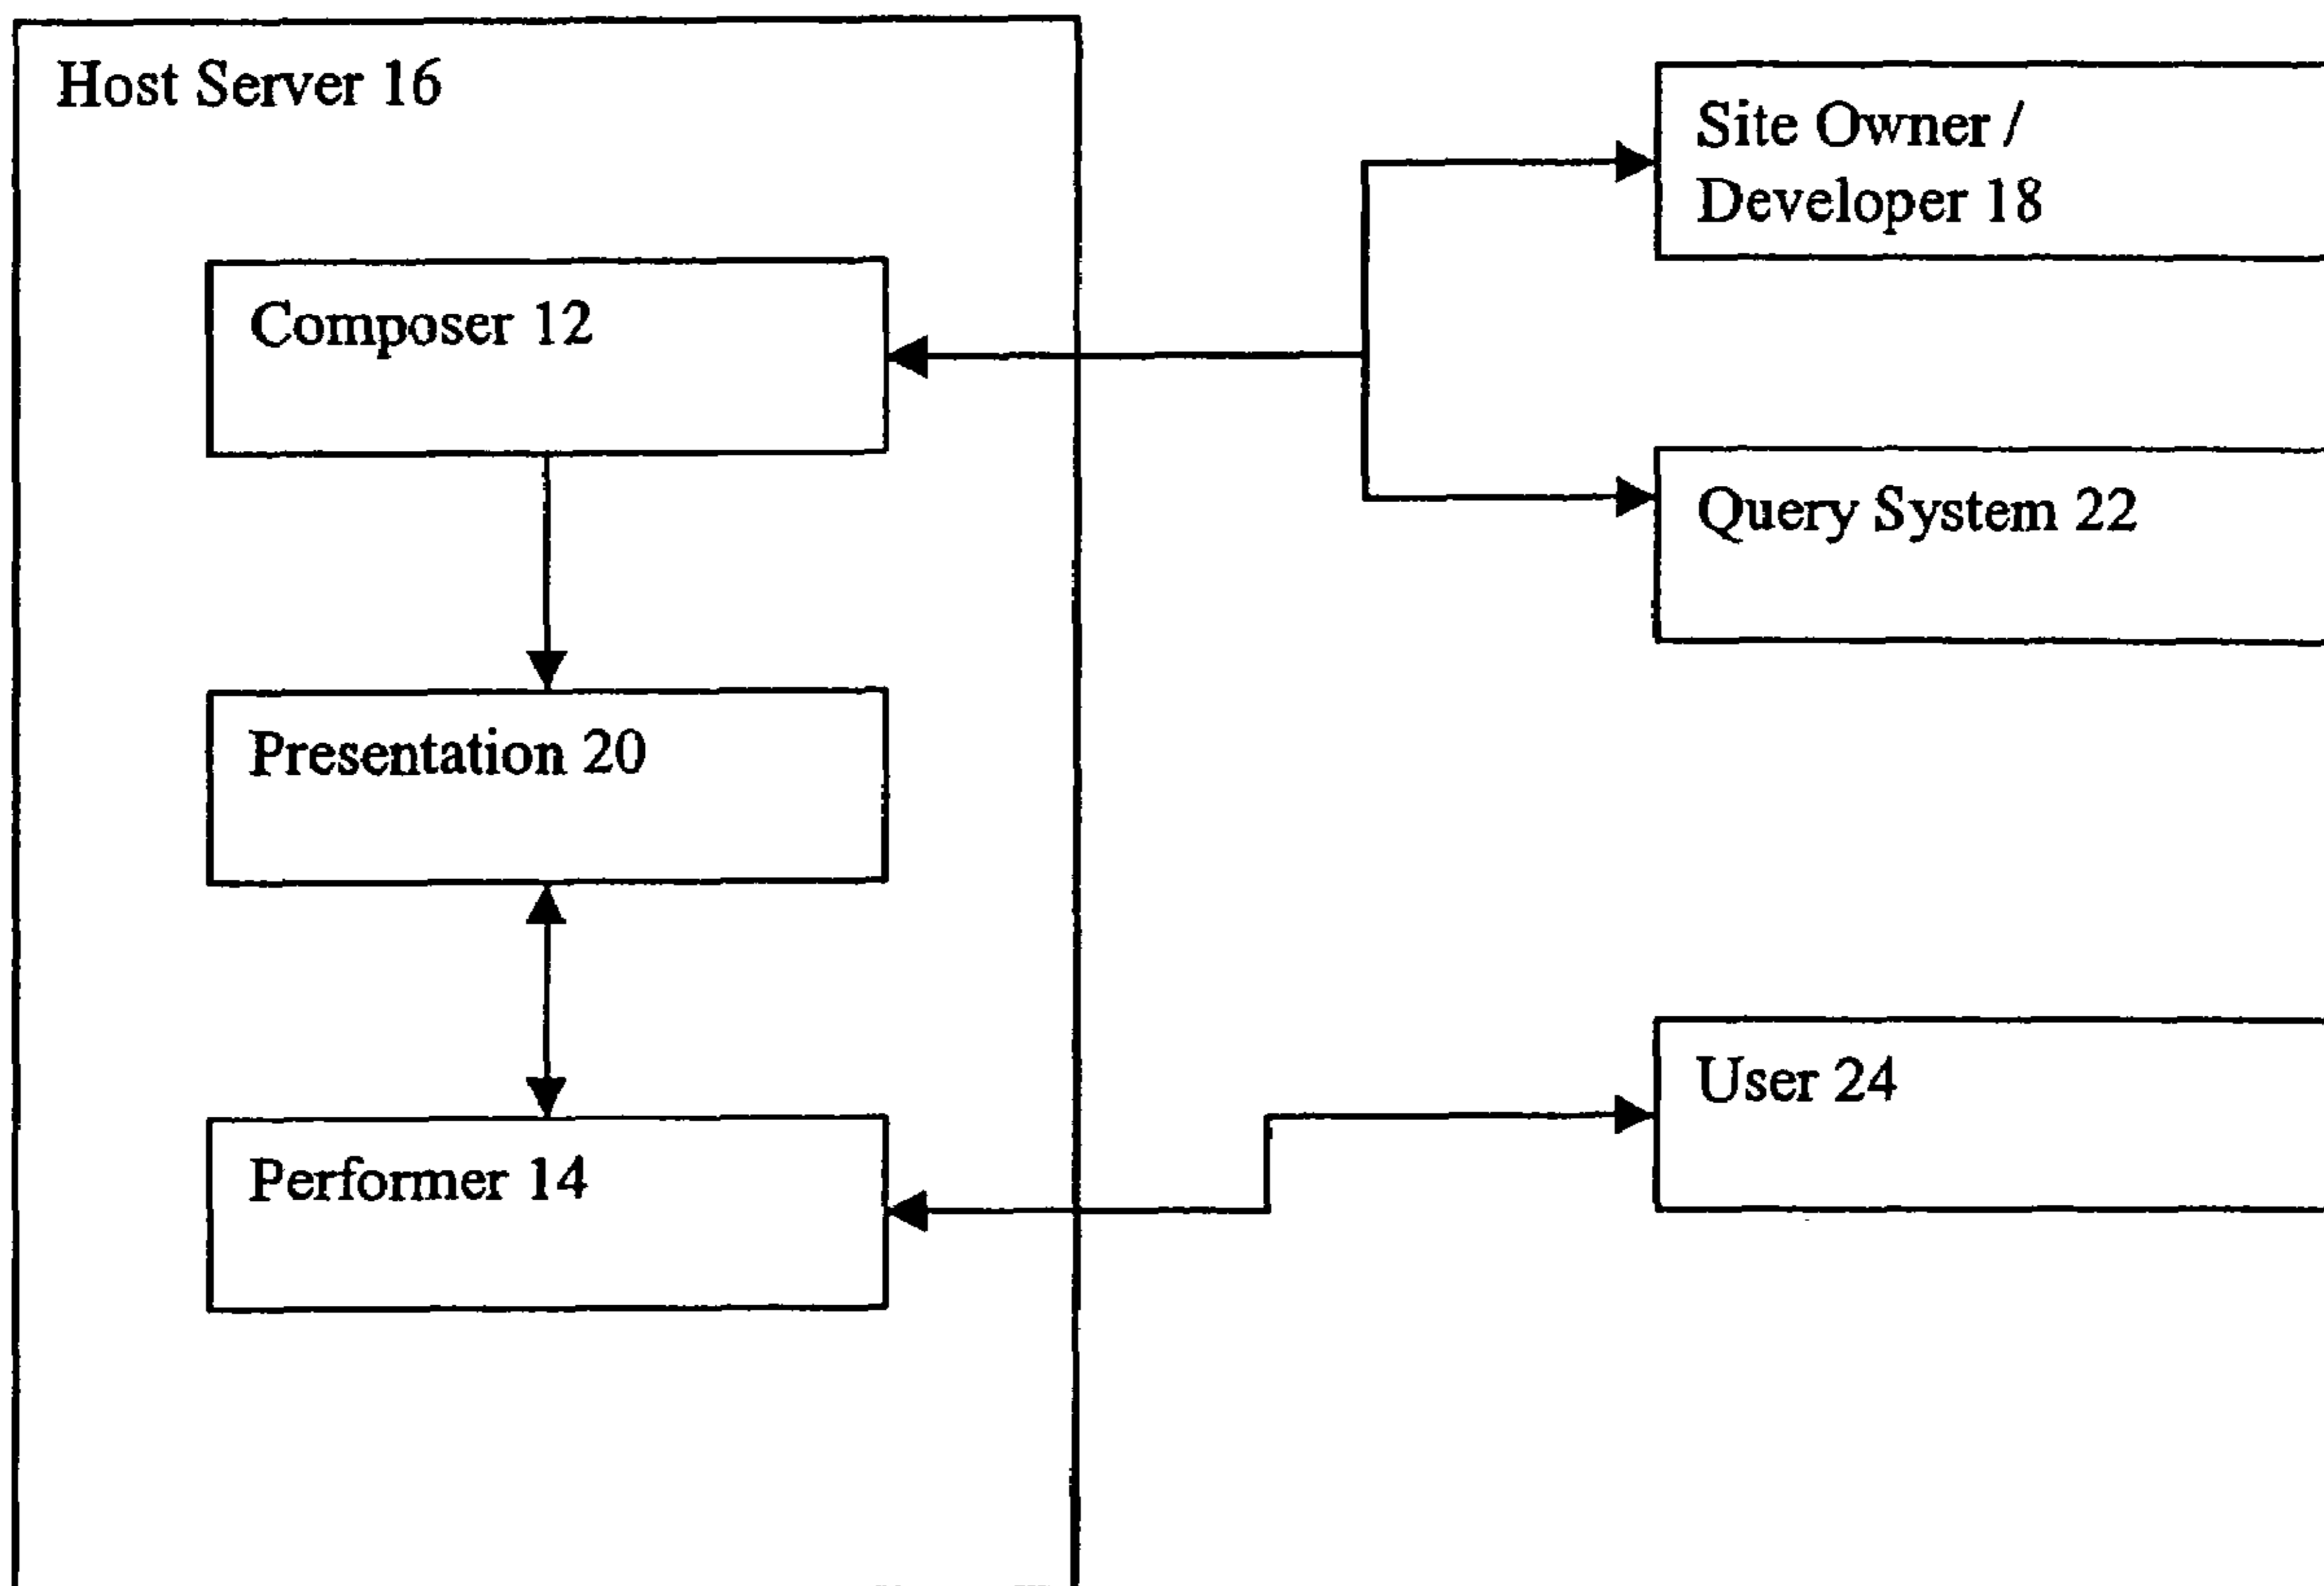 Host Server 16
Site Owner /
Developer 18
Composer 12
Query System 22
Presentation 20
User 24
Performer 14